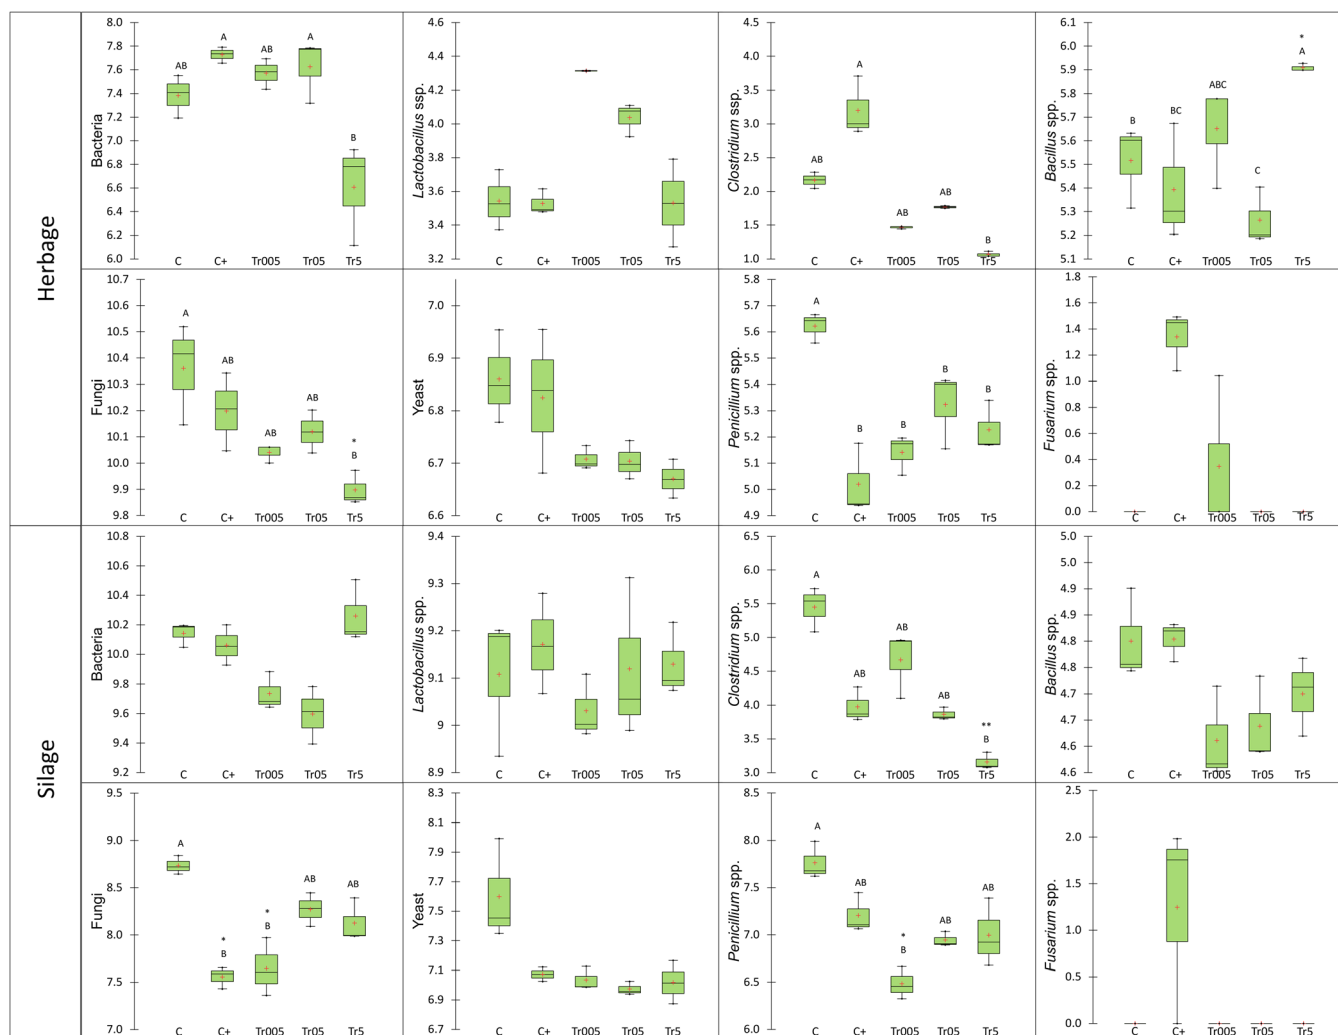 Herbage
Bacteria
8.0
7.8
7.6
7.4
7.2
7.0
6.8
6.6
6.4
6.2
6.0
AB
A
AB
A
B
C C+ Tr005 Tr05 Tr5
Lactobacillus ssp.
4.6
4.4
4.2
4.0
3.8
3.6
3.4
3.2
C C+ Tr005 Tr05 Tr5
Clostridium ssp.
4.5
4.0
3.5
3.0
2.5
2.0
1.5
1.0
AB
A
AB
AB
B
C C+ Tr005 Tr05 Tr5
Bacillus spp.
6.1
6.0
5.9
5.8
5.7
5.6
5.5
5.4
5.3
5.2
5.1
B
BC
ABC
C
*
A
C C+ Tr005 Tr05 Tr5
Fungi
10.7
10.6
10.5
10.4
10.3
10.2
10.1
10.0
9.9
9.8
A
AB
AB
AB
*
B
C C+ Tr005 Tr05 Tr5
Yeast
7.0
6.9
6.8
6.7
6.6
C C+ Tr005 Tr05 Tr5
Penicillium spp.
5.8
5.7
5.6
5.5
5.4
5.3
5.2
5.1
5.0
4.9
A
B
B
B
B
C C+ Tr005 Tr05 Tr5
Fusarium spp.
1.8
1.6
1.4
1.2
1.0
0.8
0.6
0.4
0.2
0.0
C C+ Tr005 Tr05 Tr5
Silage
Bacteria
10.8
10.6
10.4
10.2
10.0
9.8
9.6
9.4
9.2
C C+ Tr005 Tr05 Tr5
Lactobacillus spp.
9.4
9.3
9.2
9.1
9
8.9
C C+ Tr005 Tr05 Tr5
Clostridium spp.
6.5
6.0
5.5
5.0
4.5
4.0
3.5
3.0
A
AB
AB
AB
**
B
C C+ Tr005 Tr05 Tr5
Bacillus spp.
5.0
5.0
4.9
4.9
4.8
4.8
4.7
4.7
4.6
4.6
C C+ Tr005 Tr05 Tr5
Fungi
9.5
9.0
8.5
8.0
7.5
7.0
A
*
B
*
B
AB
AB
C C+ Tr005 Tr05 Tr5
Yeast
8.3
8.1
7.9
7.7
7.5
7.3
7.1
6.9
6.7
C C+ Tr005 Tr05 Tr5
Penicillium spp.
8.5
8.0
7.5
7.0
6.5
6.0
A
AB
*
B
AB
AB
C C+ Tr005 Tr05 Tr5
Fusarium spp.
2.5
2.0
1.5
1.0
0.5
0.0
C C+ Tr005 Tr05 Tr5